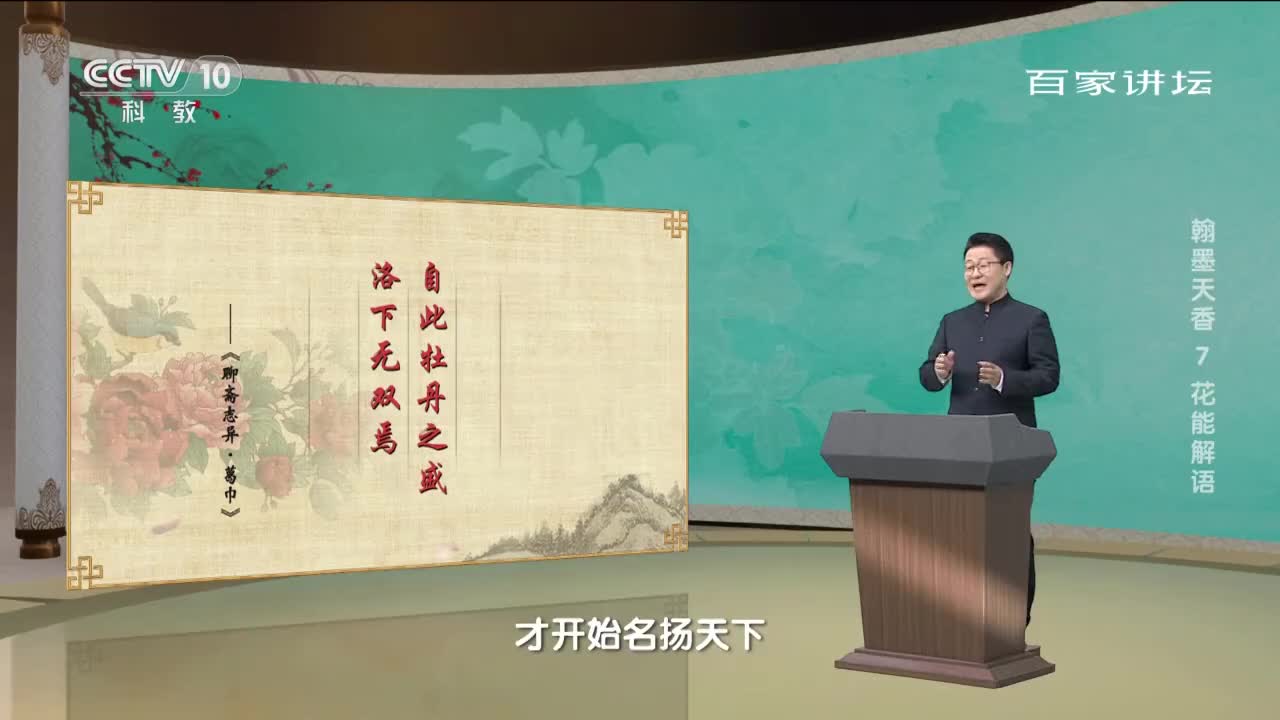 CCTV 10
科教
百家讲坛
自此牡丹之盛
洛下无双焉
——《聊斋志异·葛巾》
翰墨天香 7 花能解语
才开始名扬天下